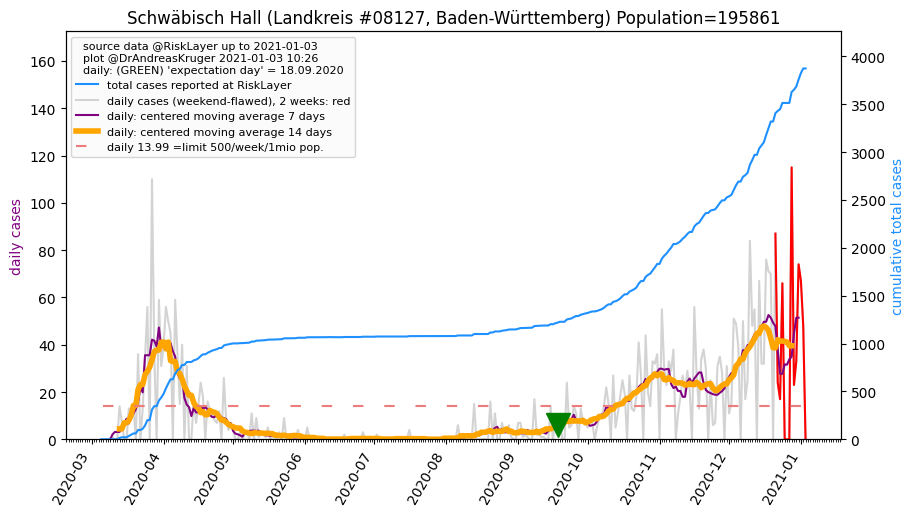 Schwäbisch Hall (Landkreis #08127, Baden-Württemberg) Population=195861
source data @RiskLayer up to 2021-01-03
plot @DrAndreasKruger 2021-01-03 10:26
daily: (GREEN) 'expectation day' = 18.09.2020
total cases reported at RiskLayer
daily cases (weekend-flawed), 2 weeks: red
daily: centered moving average 7 days
daily: centered moving average 14 days
daily 13.99 =limit 500/week/1mio pop.
daily cases
160
140
120
100
80
60
40
20
0
cumulative total cases
4000
3500
3000
2500
2000
1500
1000
500
0
2020-03
2020-04
2020-05
2020-06
2020-07
2020-08
2020-09
2020-10
2020-11
2020-12
2021-01